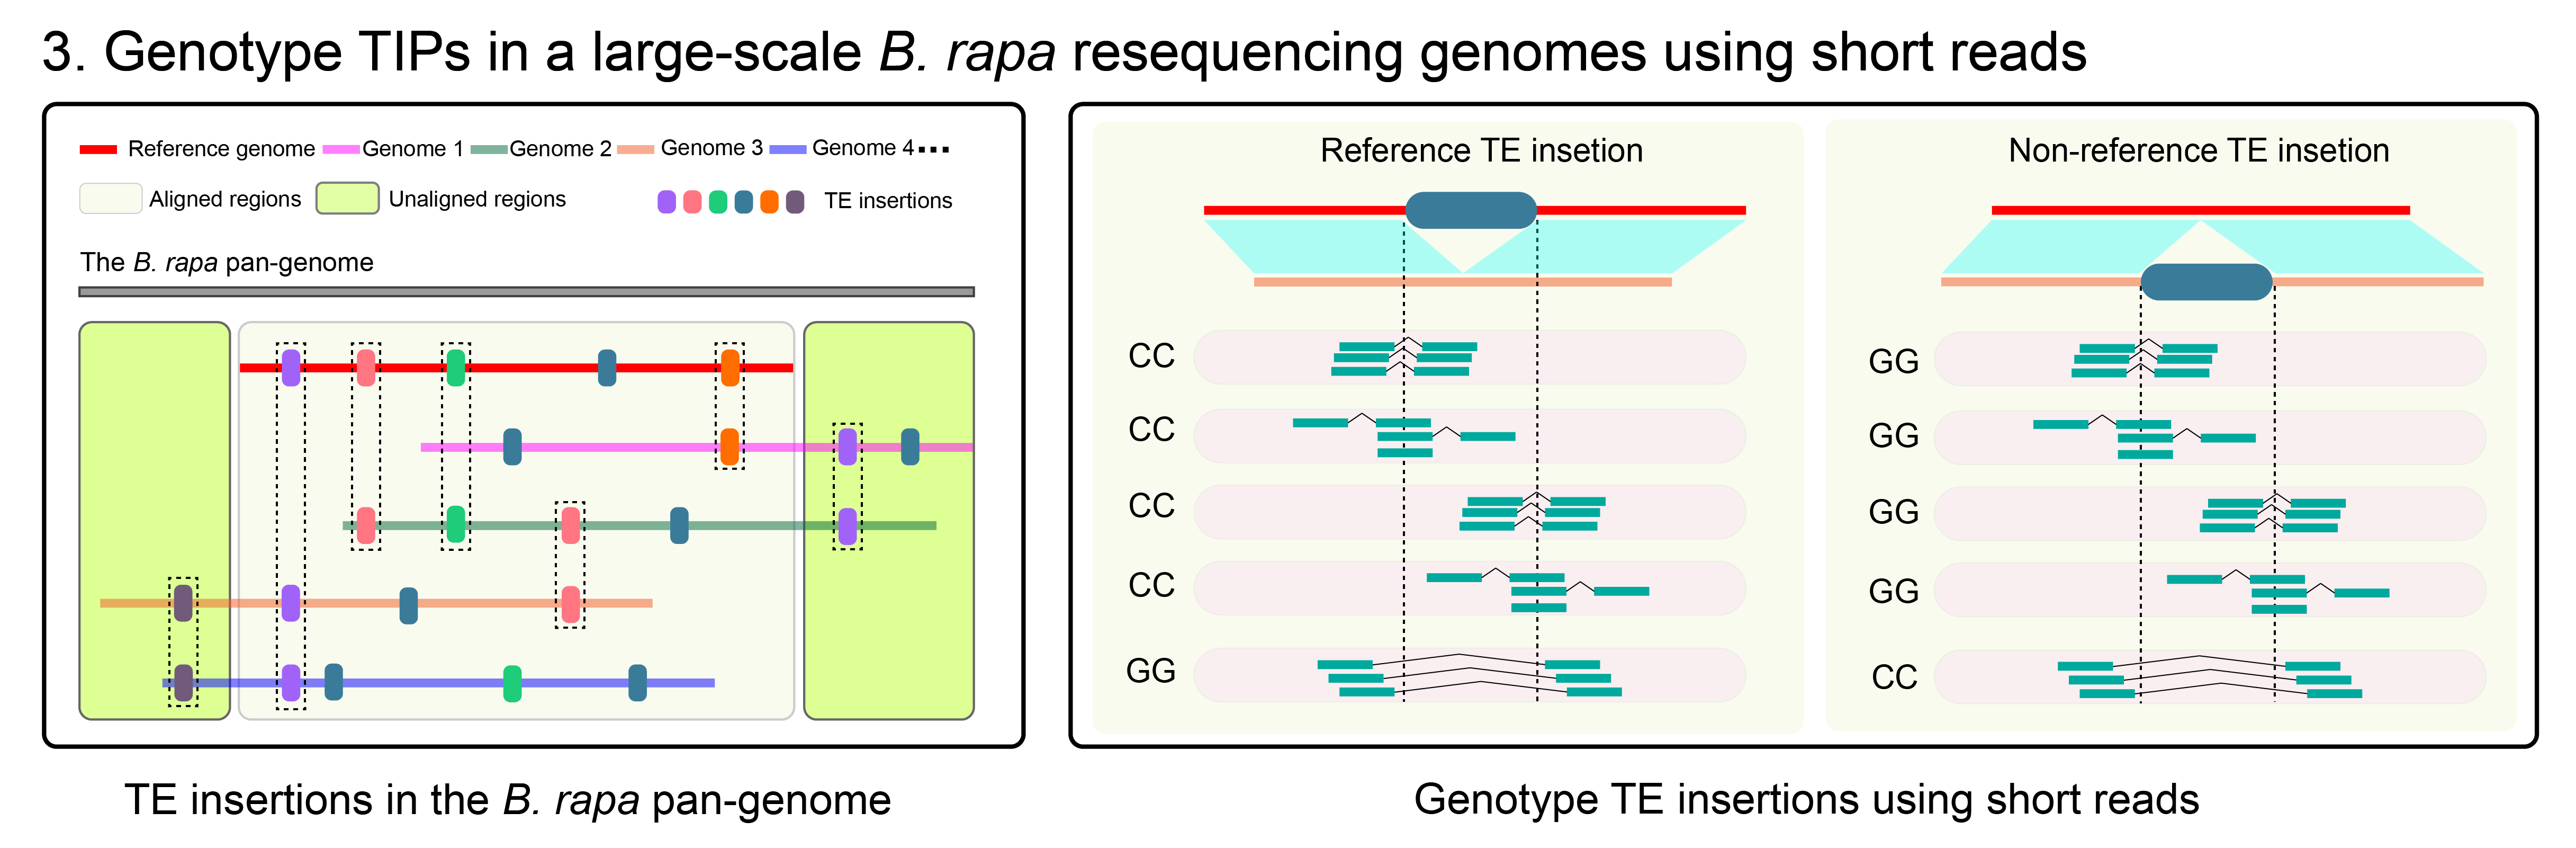 3. Genotype TIPs in a large-scale B. rapa resequencing genomes using short reads
Reference genome Genome 1 Genome 2 Genome 3 Genome 4
Aligned regions Unaligned regions TE insertions
The B. rapa pan-genome
TE insertions in the B. rapa pan-genome
Reference TE insetion
CC
CC
CC
CC
GG
Non-reference TE insetion
GG
GG
GG
GG
CC
Genotype TE insertions using short reads